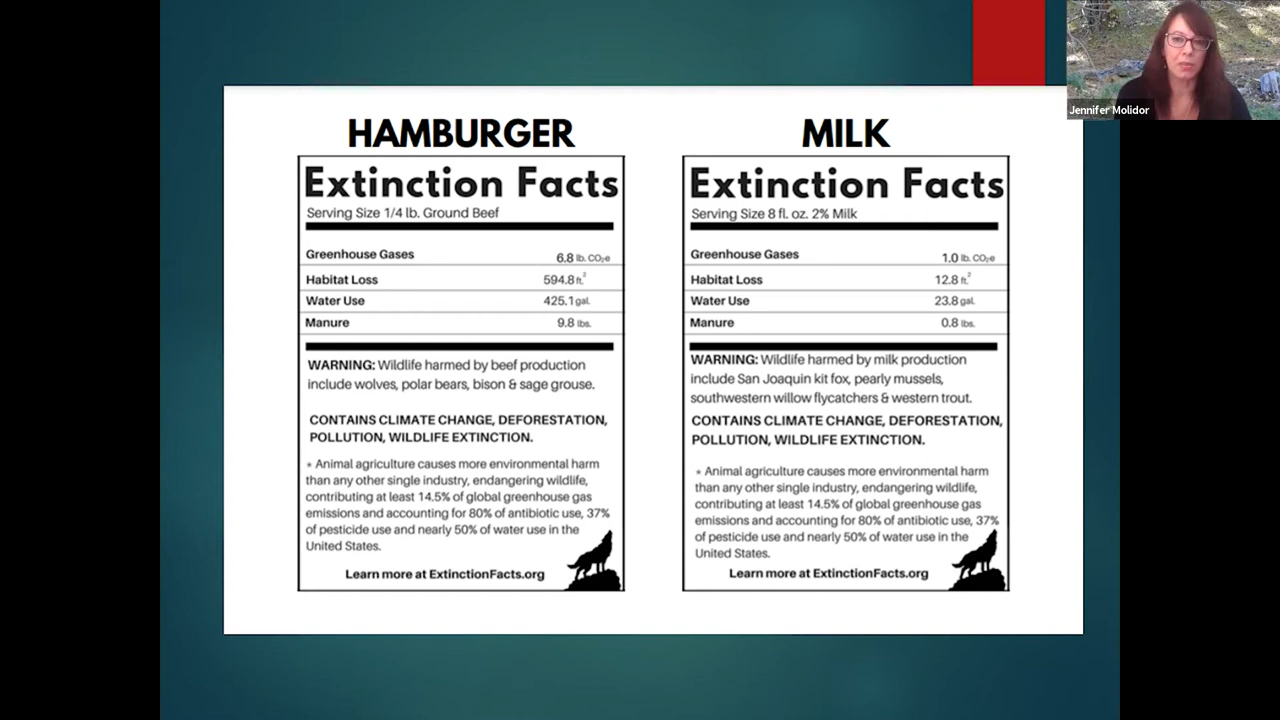 HAMBURGER
Extinction Facts
Serving Size 1/4 lb. Ground Beef
Greenhouse Gases 6.8 lb. CO₂e
Habitat Loss 594.8 ft.²
Water Use 425.1 gal.
Manure 9.8 lbs.
WARNING: Wildlife harmed by beef production
include wolves, polar bears, bison & sage grouse.
CONTAINS CLIMATE CHANGE, DEFORESTATION,
POLLUTION, WILDLIFE EXTINCTION.
* Animal agriculture causes more environmental harm
than any other single industry, endangering wildlife,
contributing at least 14.5% of global greenhouse gas
emissions and accounting for 80% of antibiotic use, 37%
of pesticide use and nearly 50% of water use in the
United States.
Learn more at ExtinctionFacts.org
MILK
Extinction Facts
Serving Size 8 fl. oz. 2% Milk
Greenhouse Gases 1.0 lb. CO₂e
Habitat Loss 12.8 ft.²
Water Use 23.8 gal.
Manure 0.8 lbs.
WARNING: Wildlife harmed by milk production
include San Joaquin kit fox, pearly mussels,
southwestern willow flycatchers & western trout.
CONTAINS CLIMATE CHANGE, DEFORESTATION,
POLLUTION, WILDLIFE EXTINCTION.
* Animal agriculture causes more environmental harm
than any other single industry, endangering wildlife,
contributing at least 14.5% of global greenhouse gas
emissions and accounting for 80% of antibiotic use, 37%
of pesticide use and nearly 50% of water use in the
United States.
Learn more at ExtinctionFacts.org
Jennifer Molidor